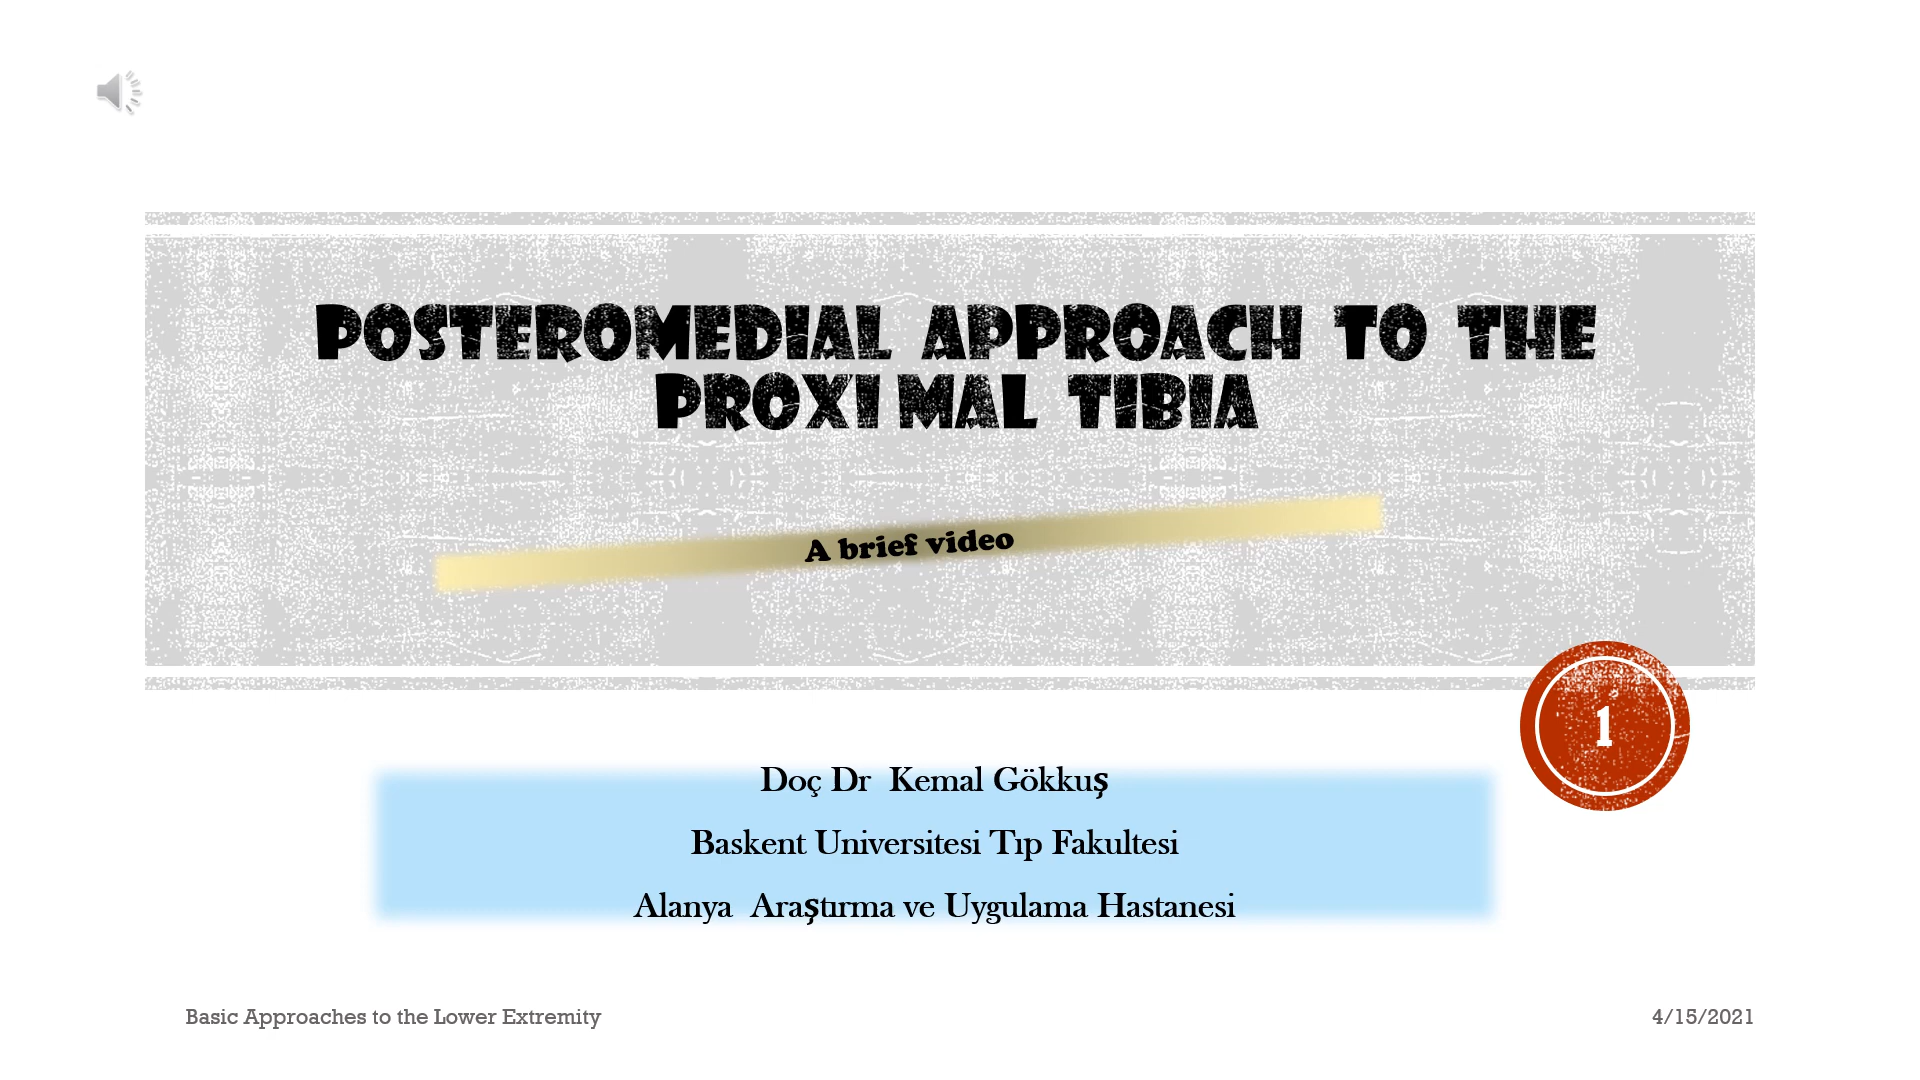 POSTEROMEDIAL APPROACH TO THE
PROXIMAL TIBIA
A brief video
1
Doç Dr Kemal Gökkuş
Baskent Universitesi Tıp Fakultesi
Alanya Araştırma ve Uygulama Hastanesi
Basic Approaches to the Lower Extremity
4/15/2021